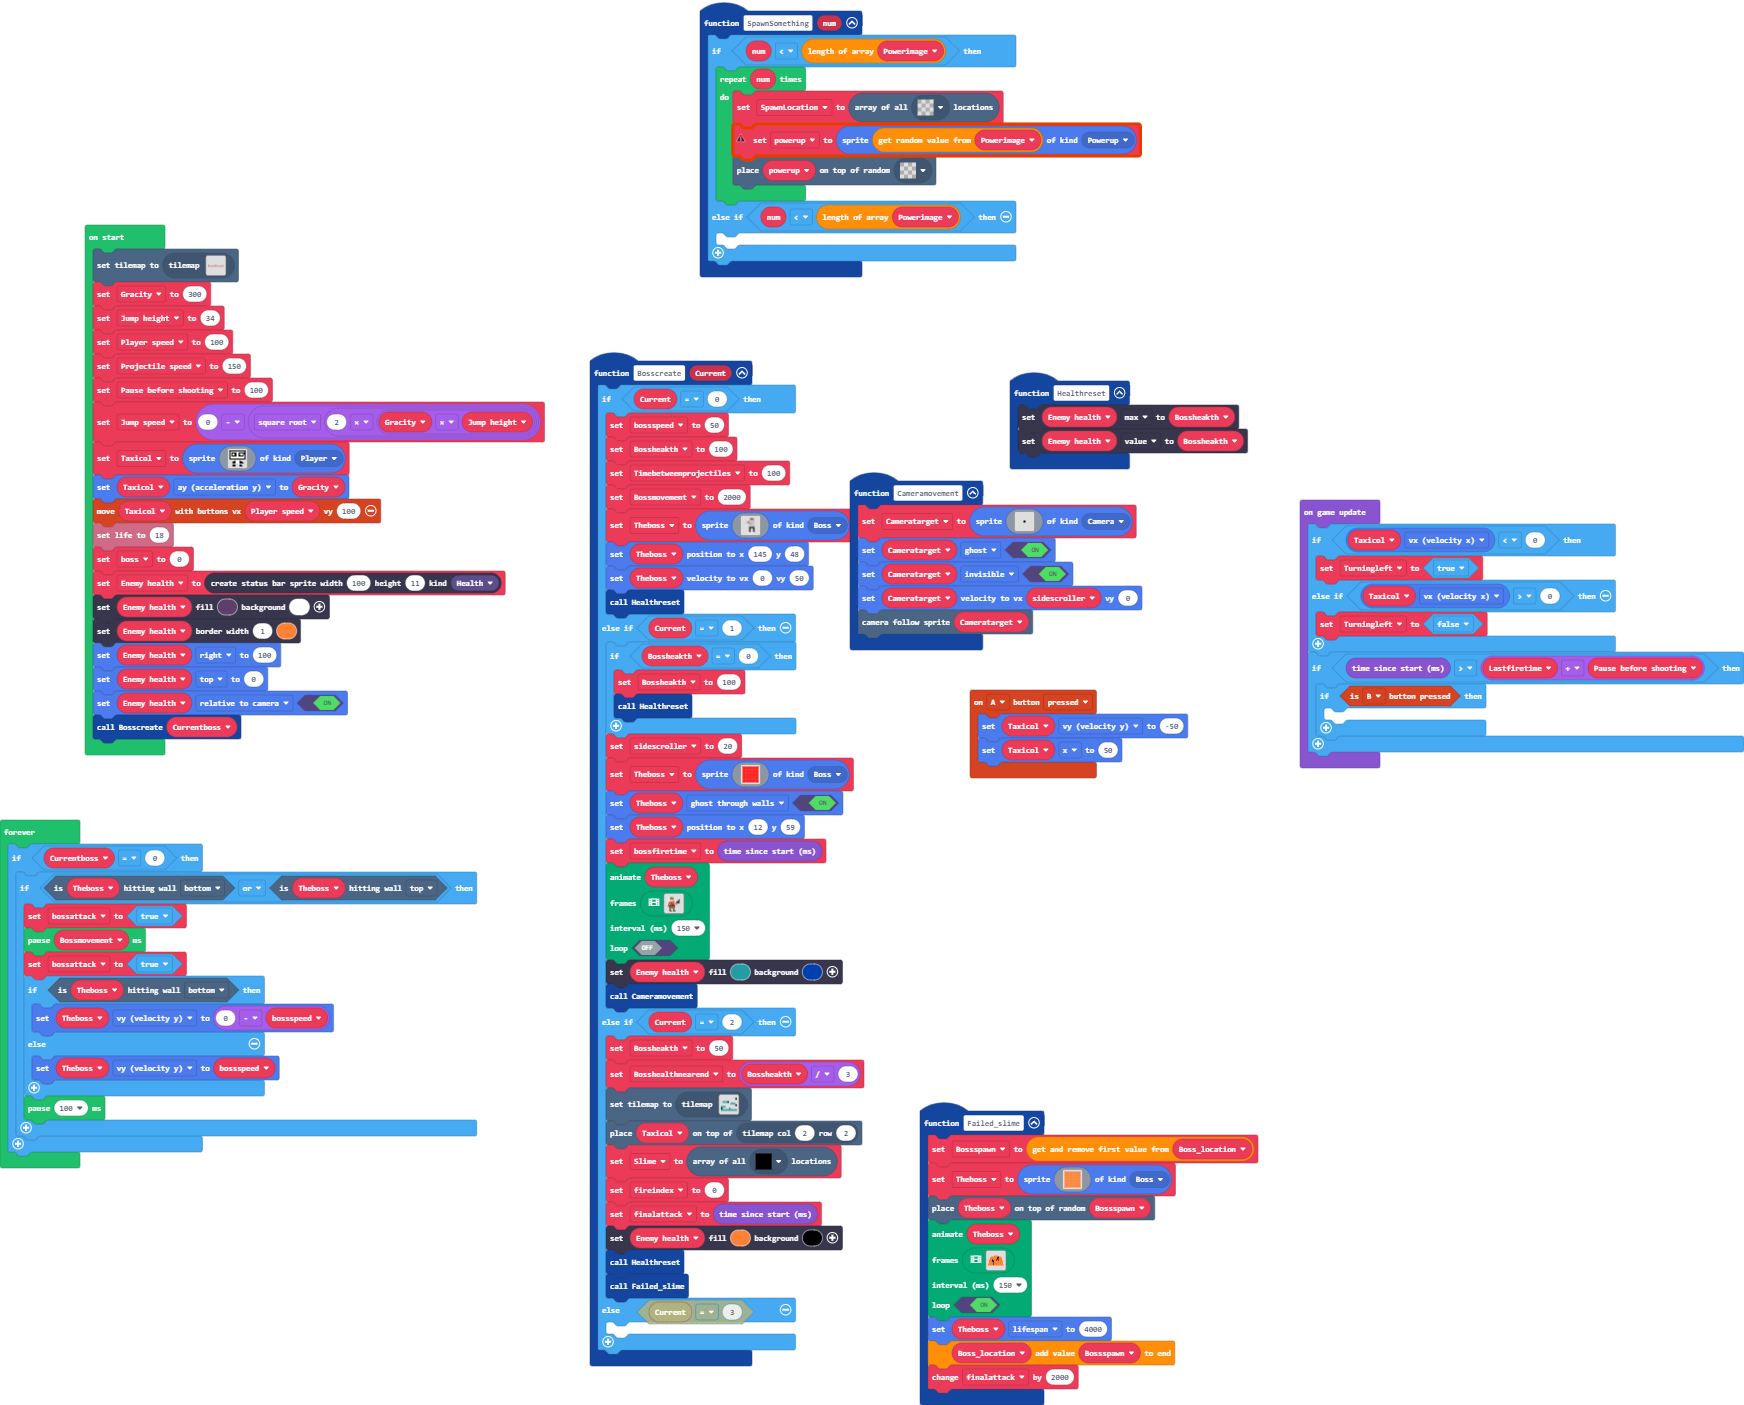 function SpawnSomething num
if num < length of array Powerimage then
repeat num times
do
set SpawnLocation to array of all locations
set powerup to sprite get random value from Powerimage of kind Powerup
place powerup on top of random
else if num < length of array Powerimage then
on start
set tilemap to tilemap
set Gracity to 300
set Jump height to 34
set Player speed to 100
set Projectile speed to 150
set Pause before shooting to 100
set Jump speed to 0 - square root 2 × Gracity × Jump height
set Taxicol to sprite of kind Player
set Taxicol ay (acceleration y) to Gracity
move Taxicol with buttons vx Player speed vy 100
set life to 18
set boss to 0
set Enemy health to create status bar sprite width 100 height 11 kind Health
set Enemy health fill background
set Enemy health border width 1
set Enemy health right to 100
set Enemy health top to 0
set Enemy health relative to camera ON
call Bosscreate Currentboss
forever
if Currentboss = 0 then
if is Theboss hitting wall bottom or is Theboss hitting wall top then
set bossattack to true
pause Bossmovement ms
set bossattack to true
if is Theboss hitting wall bottom then
set Theboss vy (velocity y) to 0 - bossspeed
else
set Theboss vy (velocity y) to bossspeed
pause 100 ms
function Bosscreate Current
if Current = 0 then
set bossspeed to 50
set Bossheakth to 100
set Timebetweenprojectiles to 100
set Bossmovement to 2000
set Theboss to sprite of kind Boss
set Theboss position to x 145 y 48
set Theboss velocity to vx 0 vy 50
call Healthreset
else if Current = 1 then
if Bossheakth = 0 then
set Bossheakth to 100
call Healthreset
set sidescroller to 20
set Theboss to sprite of kind Boss
set Theboss ghost through walls ON
set Theboss position to x 12 y 59
set bossfiretime to time since start (ms)
animate Theboss
frames
interval (ms) 150
loop OFF
set Enemy health fill background
call Cameramovement
else if Current = 2 then
set Bossheakth to 50
set Bosshealthnearend to Bossheakth / 3
set tilemap to tilemap
place Taxicol on top of tilemap col 2 row 2
set Slime to array of all locations
set fireindex to 0
set finalattack to time since start (ms)
set Enemy health fill background
call Healthreset
call Failed_slime
else Current = 3
function Healthreset
set Enemy health max to Bossheakth
set Enemy health value to Bossheakth
function Cameramovement
set Cameratarget to sprite of kind Camera
set Cameratarget ghost ON
set Cameratarget invisible ON
set Cameratarget velocity to vx sidescroller vy 0
camera follow sprite Cameratarget
on A button pressed
set Taxicol vy (velocity y) to -50
set Taxicol x to 50
on game update
if Taxicol vx (velocity x) < 0 then
set Turningleft to true
else if Taxicol vx (velocity x) > 0 then
set Turningleft to false
if time since start (ms) > Lastfiretime + Pause before shooting then
if is B button pressed then
function Failed_slime
set Bossspawn to get and remove first value from Boss_location
set Theboss to sprite of kind Boss
place Theboss on top of random Bossspawn
animate Theboss
frames
interval (ms) 150
loop ON
set Theboss lifespan to 4000
Boss_location add value Bossspawn to end
change finalattack by 2000